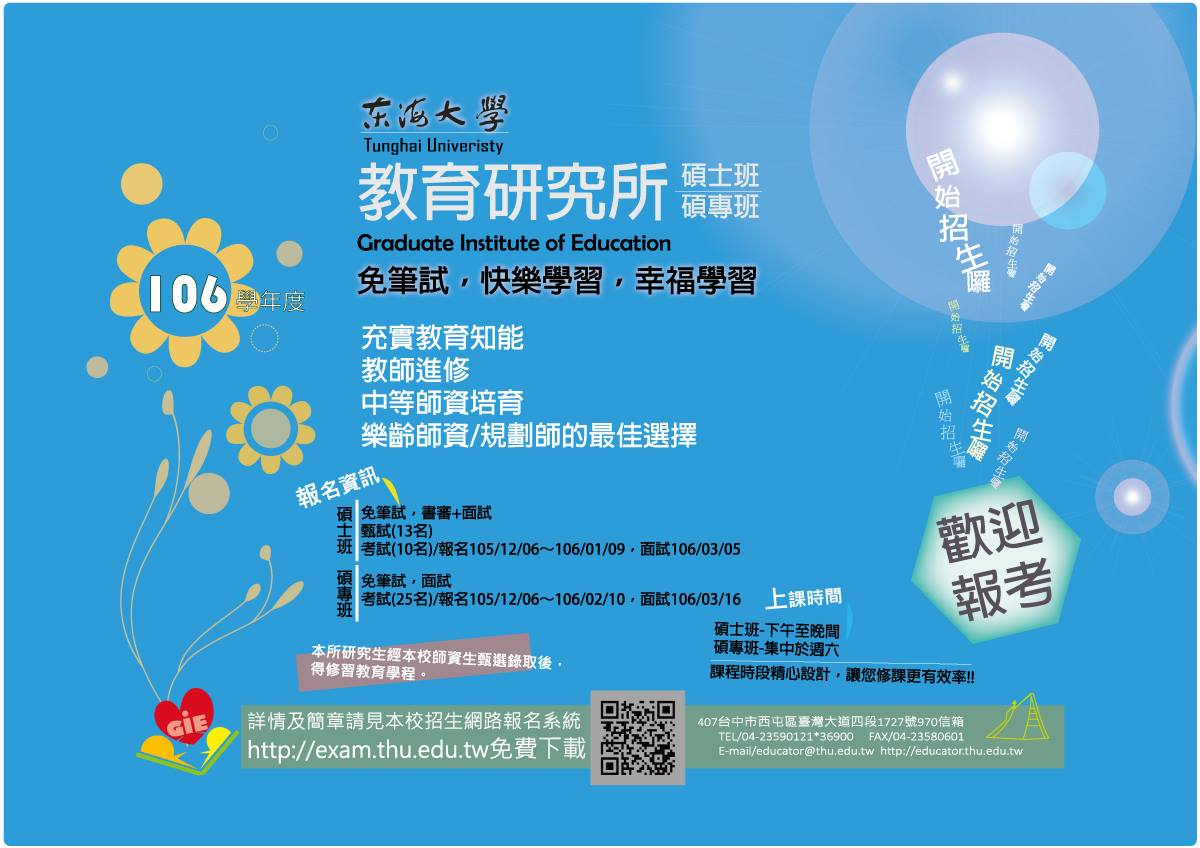 东海大學
Tunghai Univeristy
教育研究所
碩士班
碩專班
Graduate Institute of Education
免筆試，快樂學習，幸福學習
106 學年度
充實教育知能
教師進修
中等師資培育
樂齡師資/規劃師的最佳選擇
開始招生囉
開始招生囉
開始招生囉
開始招生囉
開始招生囉
開始招生囉
開始招生囉
開始招生囉
歡迎
報考
報名資訊
碩士班
免筆試，書審+面試
甄試(13名)
考試(10名)/報名105/12/06～106/01/09，面試106/03/05
碩專班
免筆試，面試
考試(25名)/報名105/12/06～106/02/10，面試106/03/16
上課時間
碩士班-下午至晚間
碩專班-集中於週六
課程時段精心設計，讓您修課更有效率!!
本所研究生經本校師資生甄選錄取後，
得修習教育學程。
GiE
詳情及簡章請見本校招生網路報名系統
http://exam.thu.edu.tw免費下載
407台中市西屯區臺灣大道四段1727號970信箱
TEL/04-23590121*36900 FAX/04-23580601
E-mail/educator@thu.edu.tw http://educator.thu.edu.tw